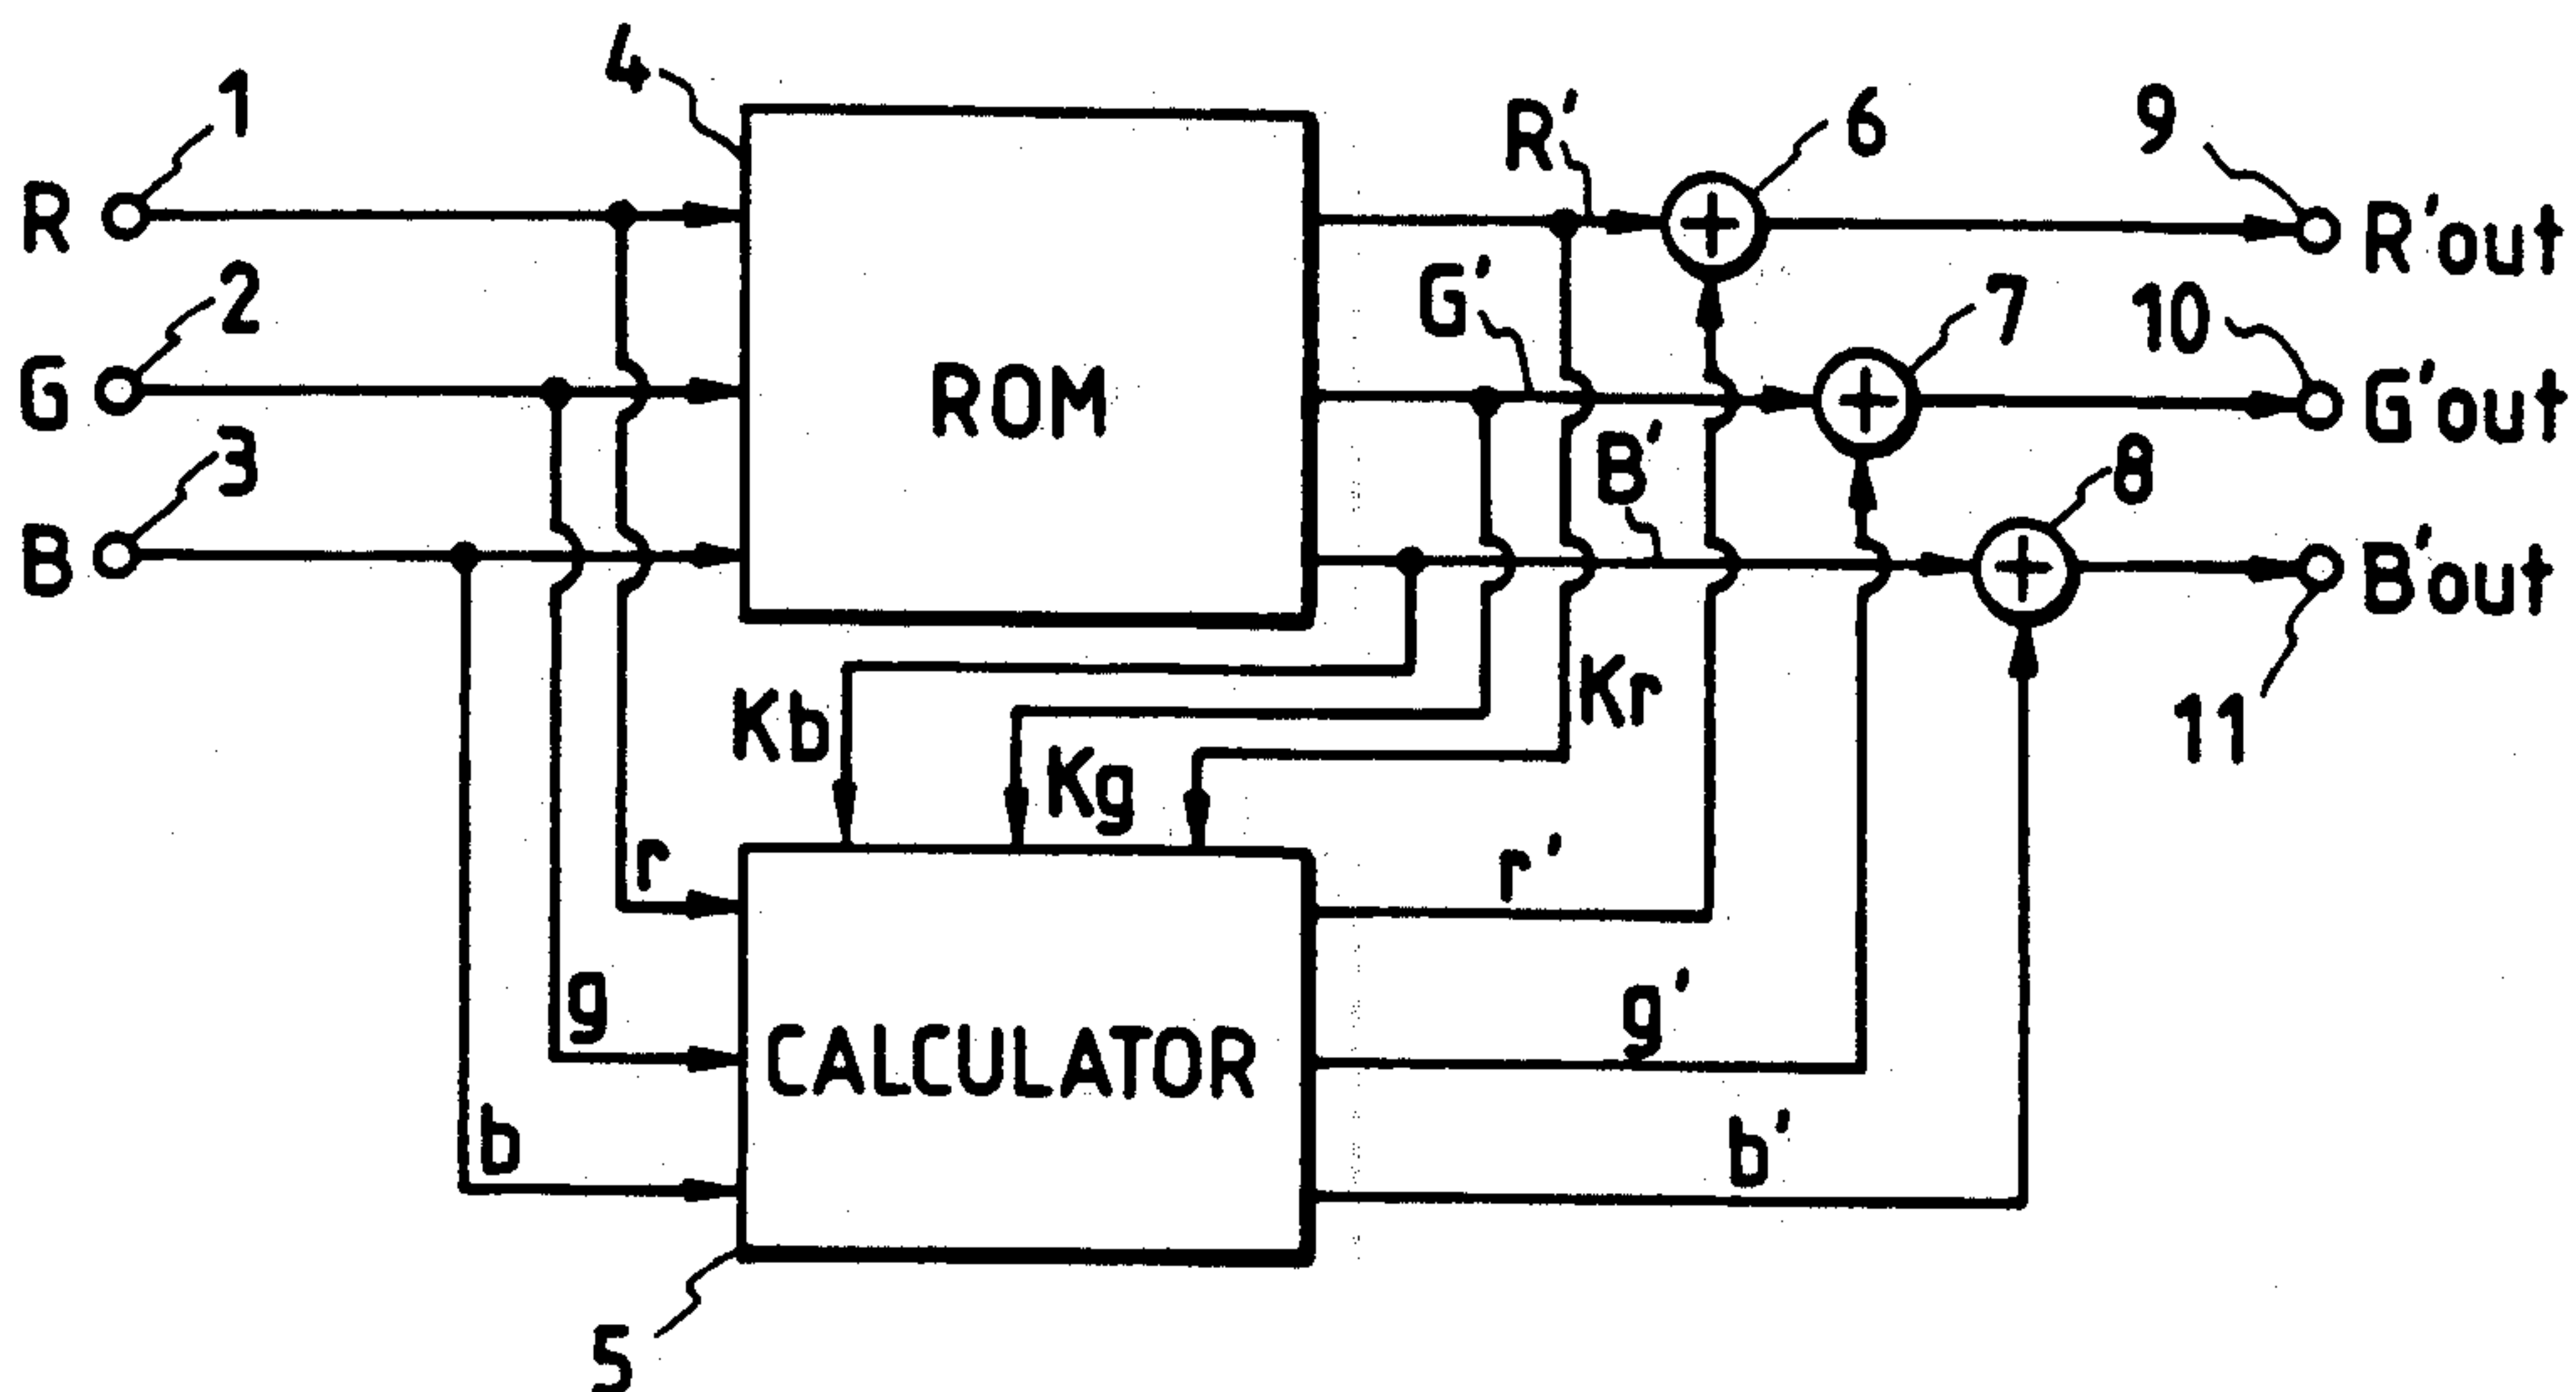 4
1
R' 6 9
R R'out
2
G' 7 10
G ROM G'out
3
B' 8
B B'out
Kb Kr 11
Kg
r r'
g g'
CALCULATOR
b b'
5